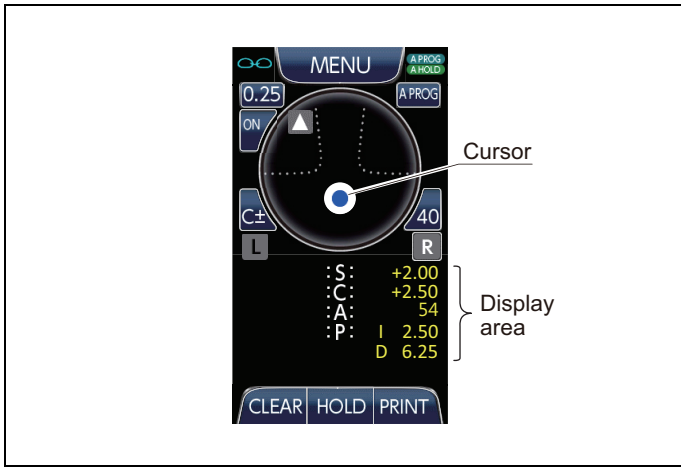 MENU
A PROG
A HOLD
0.25
A PROG
ON
Cursor
C±
40
L
R
:S: +2.00
:C: +2.50
:A: 54
:P: I 2.50
D 6.25
Display
area
CLEAR HOLD PRINT